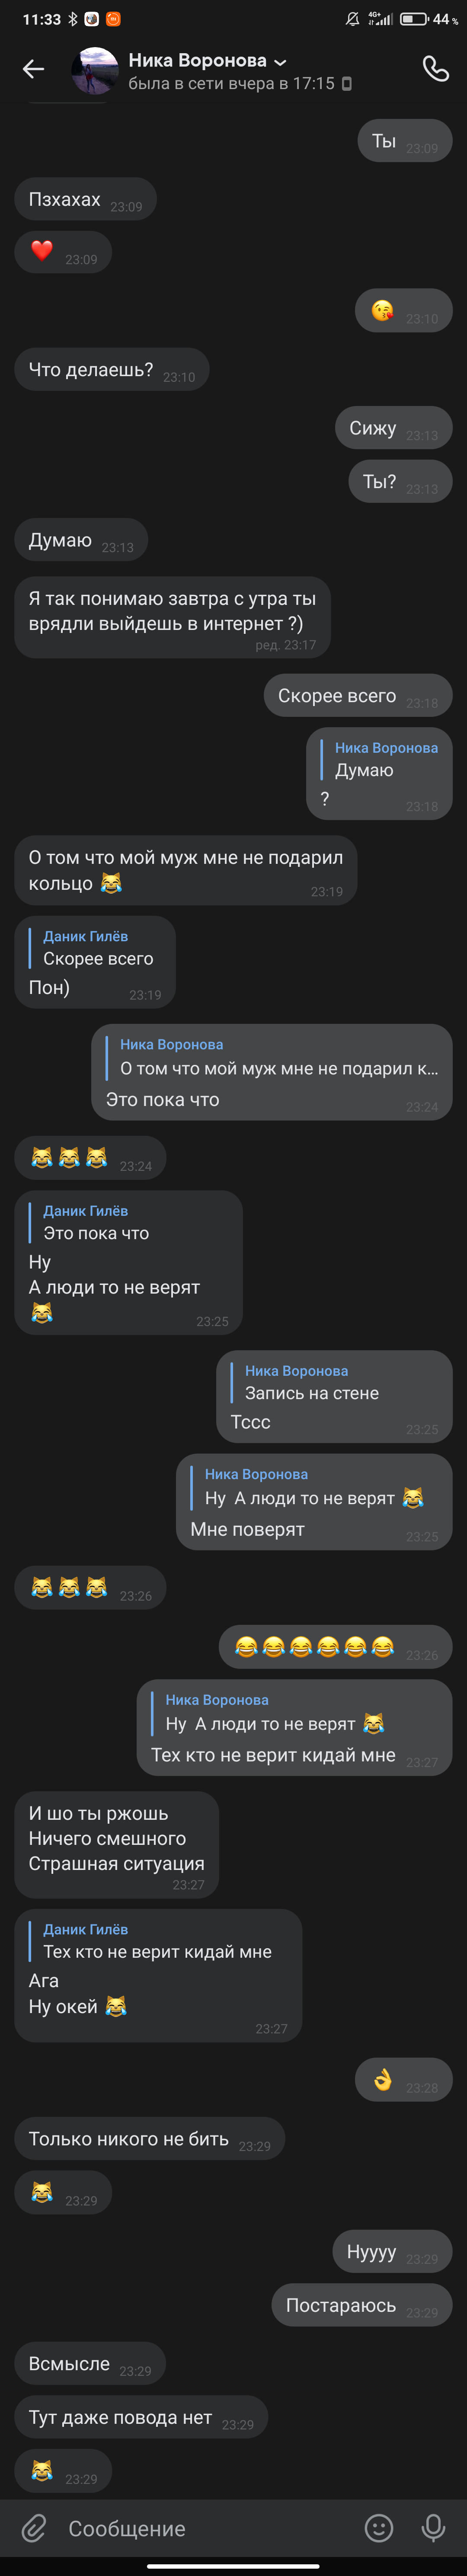 11:33 4G+ 44 %
Ника Воронова
была в сети вчера в 17:15
Ты 23:09
Пзхахах 23:09
❤️ 23:09
😘 23:10
Что делаешь? 23:10
Сижу 23:13
Ты? 23:13
Думаю 23:13
Я так понимаю завтра с утра ты
врядли выйдешь в интернет ?)
ред. 23:17
Скорее всего 23:18
Ника Воронова
Думаю
? 23:18
О том что мой муж мне не подарил
кольцо 😹 23:19
Даник Гилёв
Скорее всего
Пон) 23:19
Ника Воронова
О том что мой муж мне не подарил к...
Это пока что 23:24
😹😹😹 23:24
Даник Гилёв
Это пока что
Ну
А люди то не верят
😹 23:25
Ника Воронова
Запись на стене
Тссс 23:25
Ника Воронова
Ну А люди то не верят 😹
Мне поверят 23:25
😹😹😹 23:26
😂😂😂😂😂😂 23:26
Ника Воронова
Ну А люди то не верят 😹
Тех кто не верит кидай мне 23:27
И шо ты ржошь
Ничего смешного
Страшная ситуация
23:27
Даник Гилёв
Тех кто не верит кидай мне
Ага
Ну окей 😹
23:27
👌 23:28
Только никого не бить 23:29
😹 23:29
Нуууу 23:29
Постараюсь 23:29
Всмысле 23:29
Тут даже повода нет 23:29
😹 23:29
Сообщение